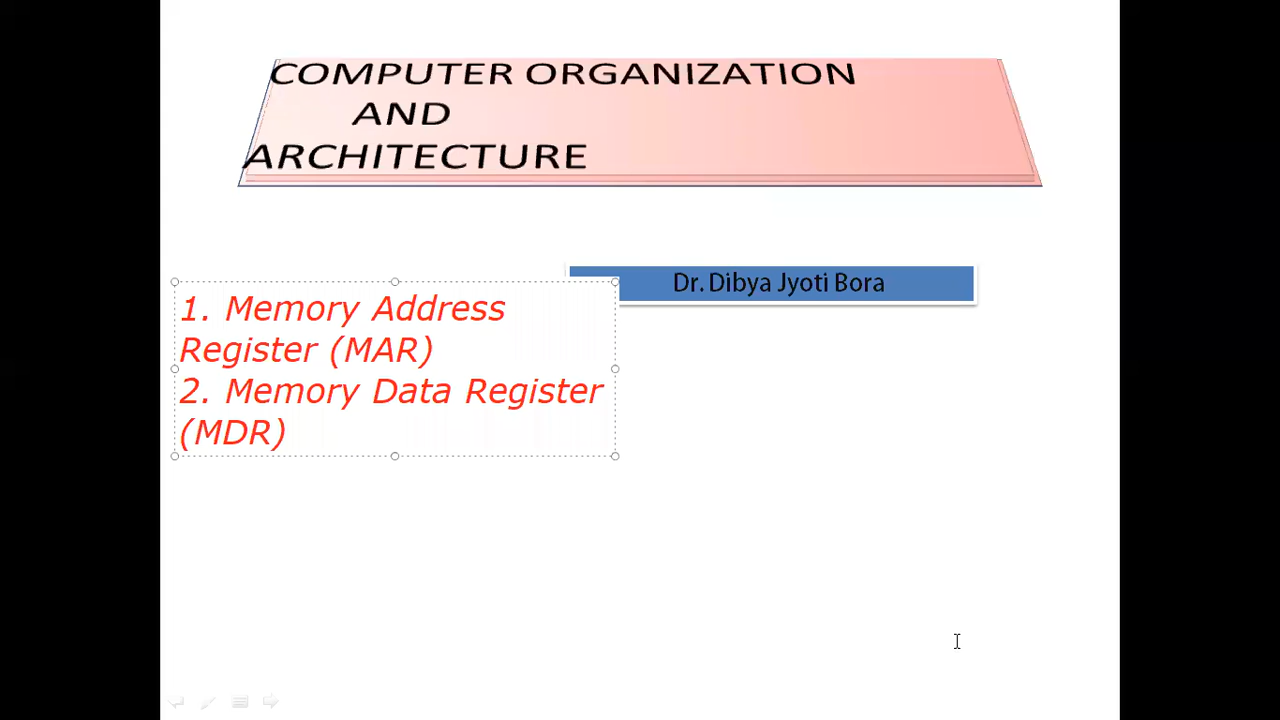 COMPUTER ORGANIZATION
AND
ARCHITECTURE
Dr. Dibya Jyoti Bora
1. Memory Address
Register (MAR)
2. Memory Data Register
(MDR)